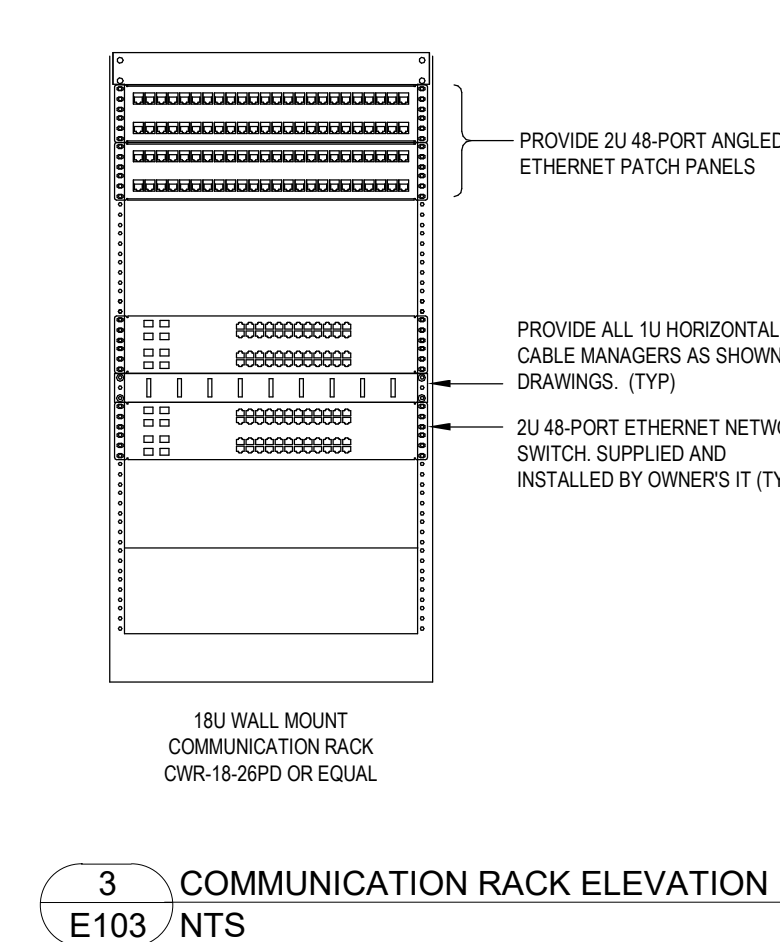 PROVIDE 2U 48-PORT ANGLED
ETHERNET PATCH PANELS
PROVIDE ALL 1U HORIZONTAL
CABLE MANAGERS AS SHOWN
DRAWINGS. (TYP)
2U 48-PORT ETHERNET
SWITCH. SUPPLIED AND
INSTALLED BY OWNER'S IT
18U WALL MOUNT
COMMUNICATION RACK
CWR-18-26PD OR EQUAL
3 COMMUNICATION RACK ELEVATION
E103 NTS